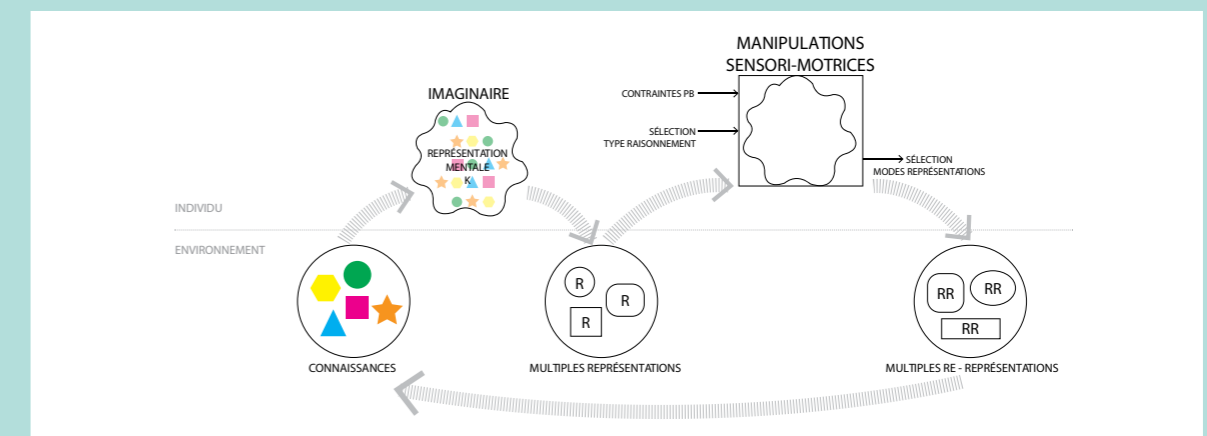 MANIPULATIONS
SENSORI-MOTRICES
IMAGINAIRE
CONTRAINTES PB
REPRÉSENTATION
MENTALE
K
SÉLECTION
TYPE RAISONNEMENT
SÉLECTION
MODES REPRÉSENTATIONS
INDIVIDU
ENVIRONNEMENT
R
R
R
RR
RR
RR
CONNAISSANCES
MULTIPLES REPRÉSENTATIONS
MULTIPLES RE - REPRÉSENTATIONS